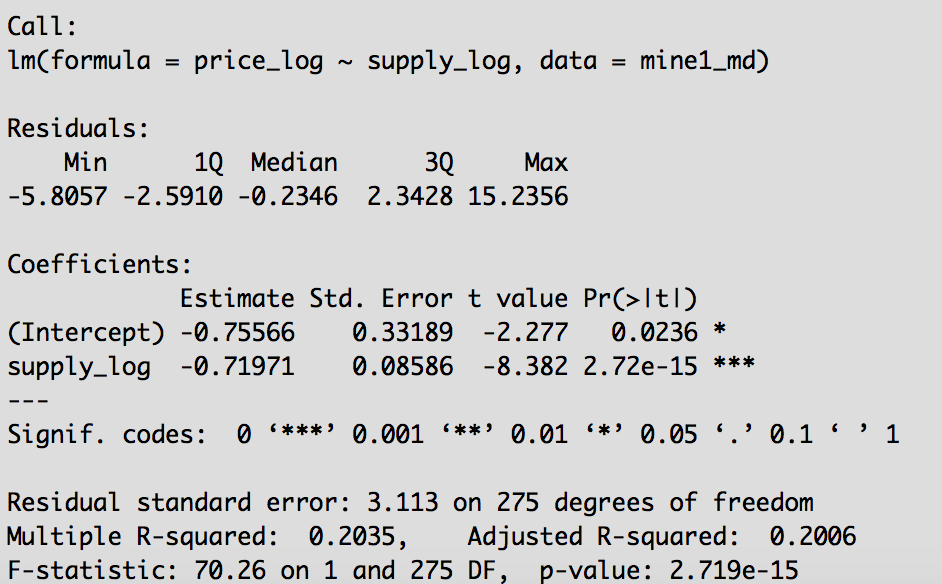 Call:
lm(formula = price_log ~ supply_log, data = mine1_md)
Residuals:
    Min      1Q  Median      3Q     Max
-5.8057 -2.5910 -0.2346  2.3428 15.2356
Coefficients:
            Estimate Std. Error t value Pr(>|t|)
(Intercept) -0.75566    0.33189  -2.277   0.0236 *
supply_log  -0.71971    0.08586  -8.382 2.72e-15 ***
---
Signif. codes:  0 ‘***’ 0.001 ‘**’ 0.01 ‘*’ 0.05 ‘.’ 0.1 ‘ ’ 1
Residual standard error: 3.113 on 275 degrees of freedom
Multiple R-squared:  0.2035,    Adjusted R-squared:  0.2006
F-statistic: 70.26 on 1 and 275 DF,  p-value: 2.719e-15